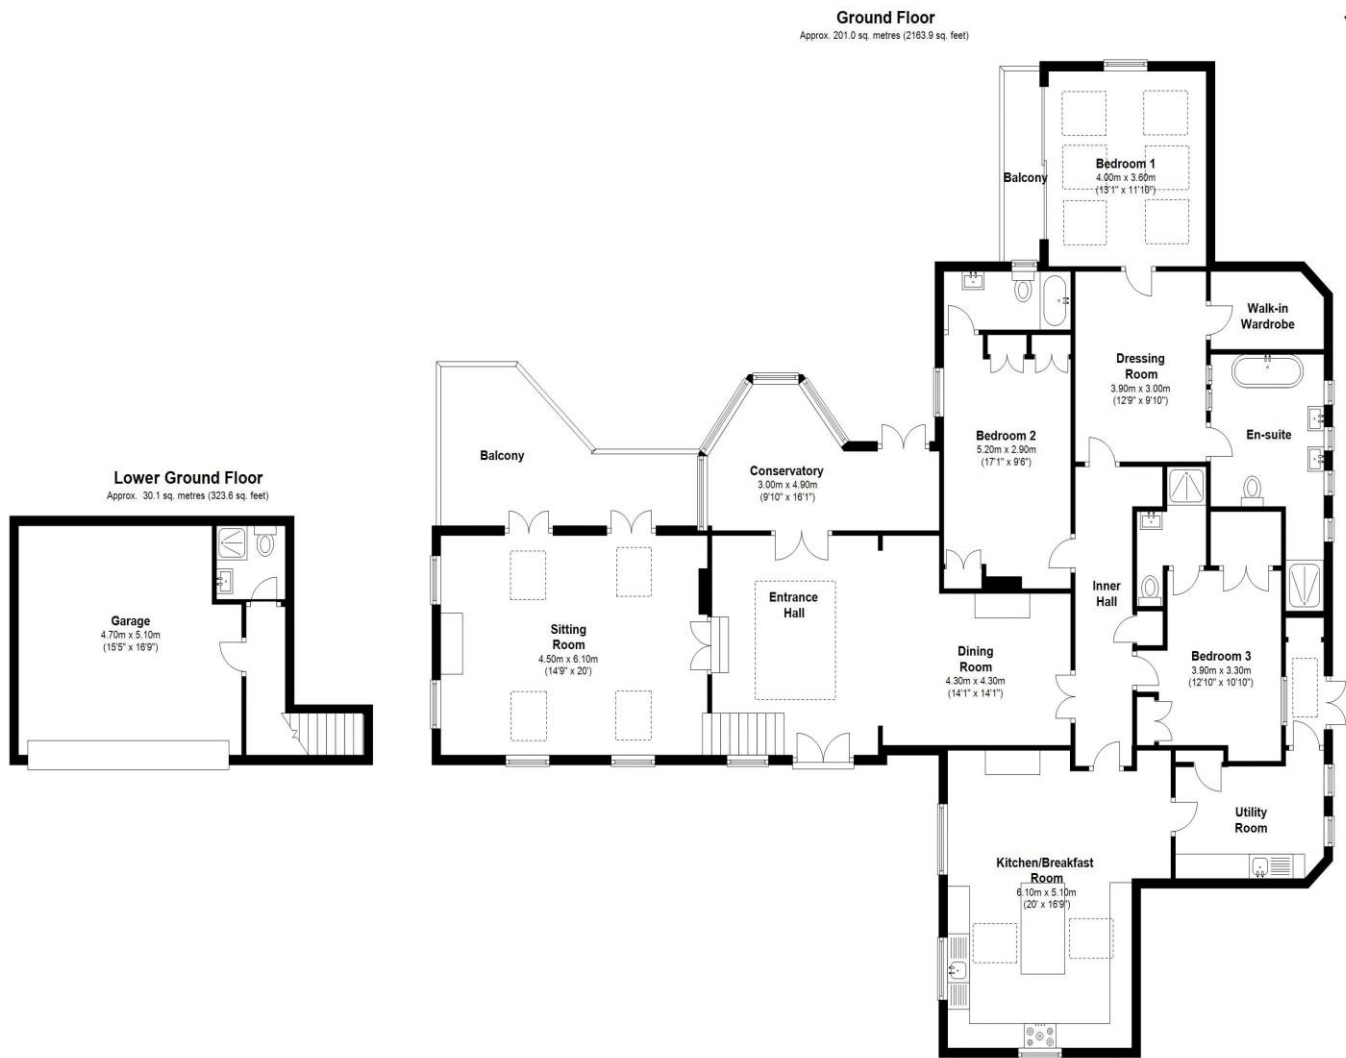 Ground Floor
Approx. 201.0 sq. metres (2163.9 sq. feet)
Bedroom 1
4.00m x 3.60m
(13'1" x 11'10")
Balcony
Walk-in
Wardrobe
Dressing
Room
3.90m x 3.00m
(12'9" x 9'10")
En-suite
Bedroom 2
5.20m x 2.90m
(17'1" x 9'6")
Balcony
Conservatory
3.00m x 4.90m
(9'10" x 16'1")
Lower Ground Floor
Approx. 30.1 sq. metres (323.6 sq. feet)
Garage
4.70m x 5.10m
(15'5" x 16'9")
Sitting
Room
4.50m x 6.10m
(14'9" x 20')
Entrance
Hall
Inner
Hall
Dining
Room
4.30m x 4.30m
(14'1" x 14'1")
Bedroom 3
3.90m x 3.30m
(12'10" x 10'10")
Utility
Room
Kitchen/Breakfast
Room
6.10m x 5.10m
(20' x 16'9")